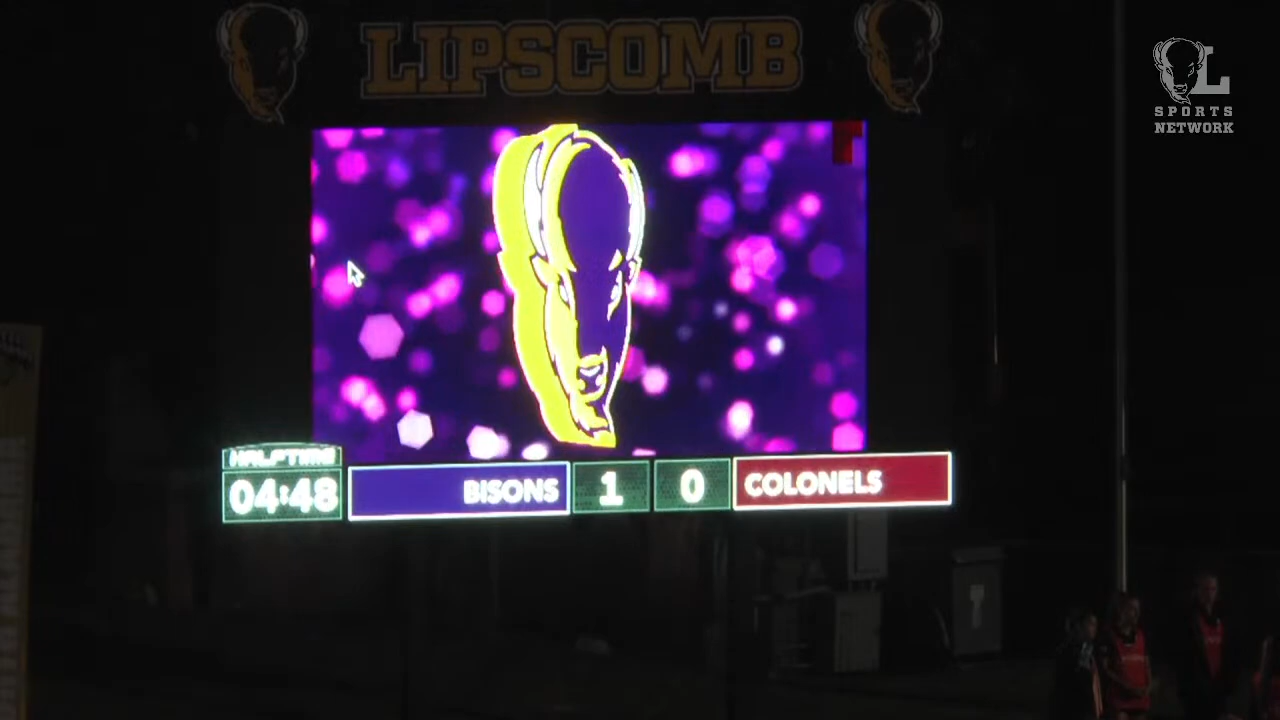 LIPSCOMB
L
SPORTS
NETWORK
HALFTIME
04:48
BISONS
1
0
COLONELS